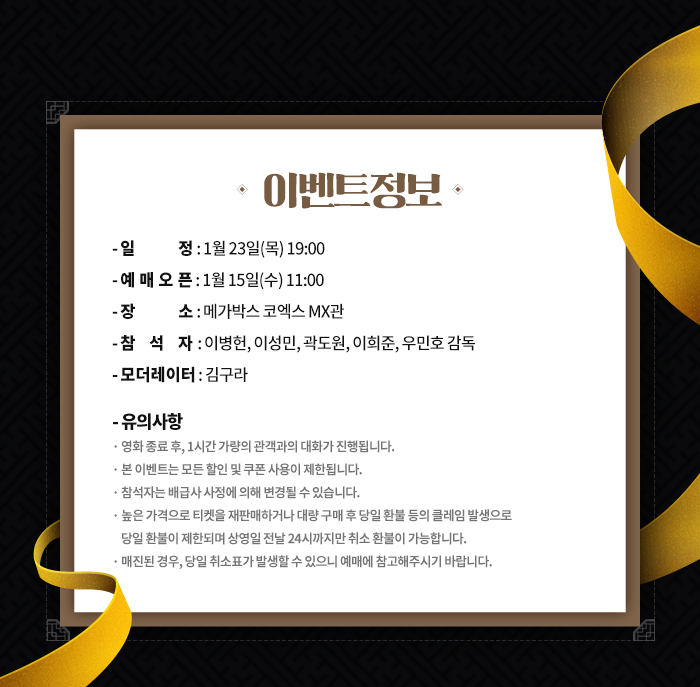 이벤트정보
- 일 정 : 1월 23일(목) 19:00
- 예 매 오 픈 : 1월 15일(수) 11:00
- 장 소 : 메가박스 코엑스 MX관
- 참 석 자 : 이병헌, 이성민, 곽도원, 이희준, 우민호 감독
- 모더레이터 : 김구라
- 유의사항
· 영화 종료 후, 1시간 가량의 관객과의 대화가 진행됩니다.
· 본 이벤트는 모든 할인 및 쿠폰 사용이 제한됩니다.
· 참석자는 배급사 사정에 의해 변경될 수 있습니다.
· 높은 가격으로 티켓을 재판매하거나 대량 구매 후 당일 환불 등의 클레임 발생으로
당일 환불이 제한되며 상영일 전날 24시까지만 취소 환불이 가능합니다.
· 매진된 경우, 당일 취소표가 발생할 수 있으니 예매에 참고해주시기 바랍니다.